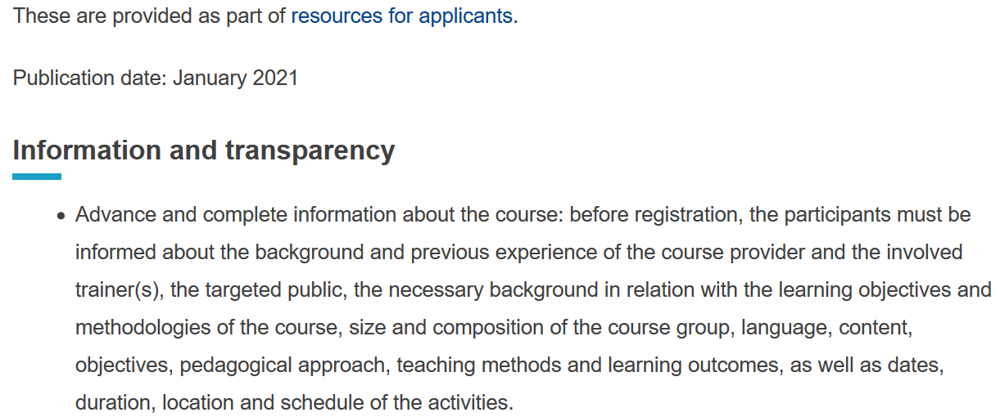 These are provided as part of resources for applicants.
Publication date: January 2021
Information and transparency
• Advance and complete information about the course: before registration, the participants must be
informed about the background and previous experience of the course provider and the involved
trainer(s), the targeted public, the necessary background in relation with the learning objectives and
methodologies of the course, size and composition of the course group, language, content,
objectives, pedagogical approach, teaching methods and learning outcomes, as well as dates,
duration, location and schedule of the activities.